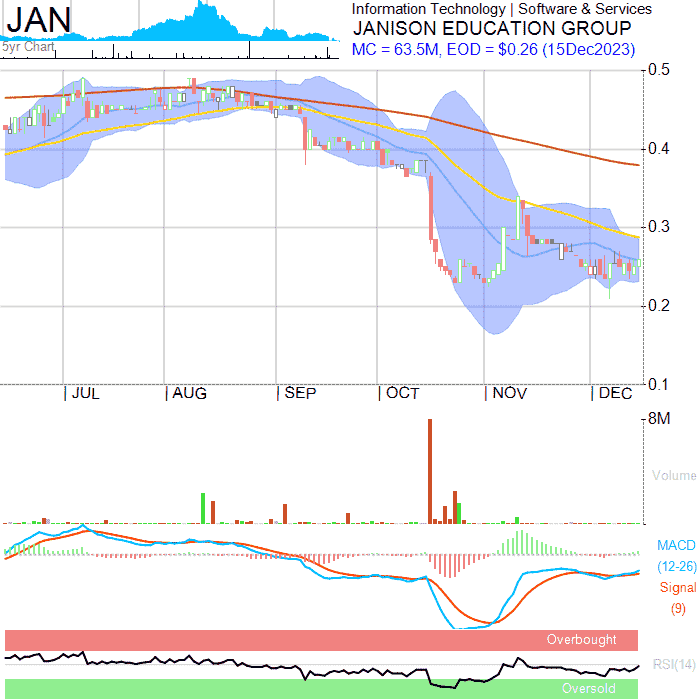 JAN
Information Technology | Software & Services
JANISON EDUCATION GROUP
5yr Chart
MC = 63.5M, EOD = $0.26 (15Dec2023)
0.5
0.4
0.3
0.2
0.1
| JUL | AUG | SEP | OCT | NOV | DEC
8M
Volume
MACD
(12-26)
Signal
(9)
Overbought
RSI(14)
Oversold